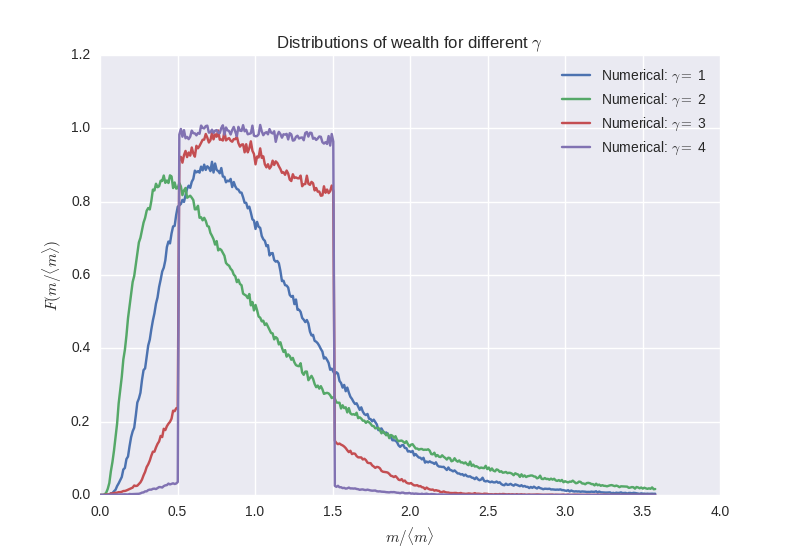 Distributions of wealth for different γ
1.2
1.0
0.8
0.6
0.4
0.2
0.0
F(m/⟨m⟩)
Numerical: γ = 1
Numerical: γ = 2
Numerical: γ = 3
Numerical: γ = 4
0.0 0.5 1.0 1.5 2.0 2.5 3.0 3.5 4.0
m/⟨m⟩